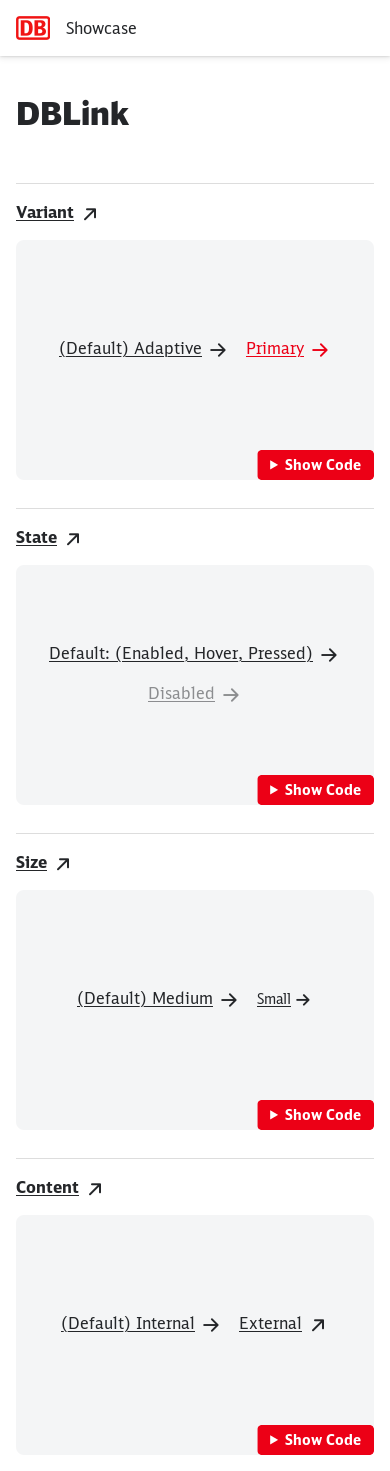 DB Showcase
DBLink
Variant
(Default) Adaptive Primary
Show Code
State
Default: (Enabled, Hover, Pressed)
Disabled
Show Code
Size
(Default) Medium Small
Show Code
Content
(Default) Internal External
Show Code